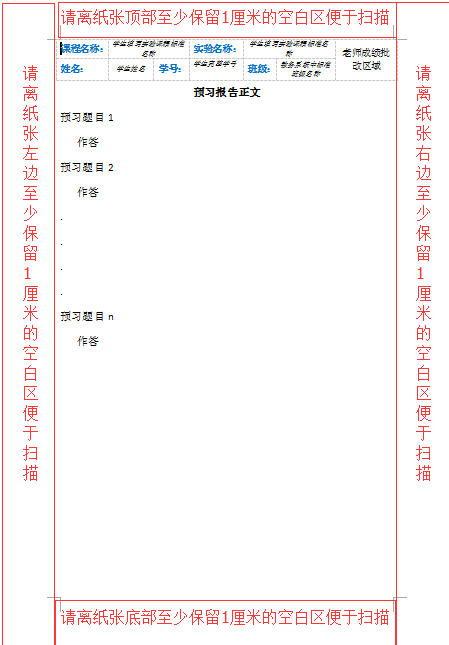 请离纸张顶部至少保留1厘米的空白区便于扫描
课程名称: 学生填写实验课程标准名称 实验名称: 学生填写实验课程标准名称 老师成绩批改区域
姓名: 学生姓名 学号: 学生完整学号 班级: 教务系统中标准班级名称
请离纸张左边至少保留1厘米的空白区便于扫描
预习报告正文
预习题目1
作答
预习题目2
作答
.
.
.
.
预习题目n
作答
请离纸张右边至少保留1厘米的空白区便于扫描
请离纸张底部至少保留1厘米的空白区便于扫描